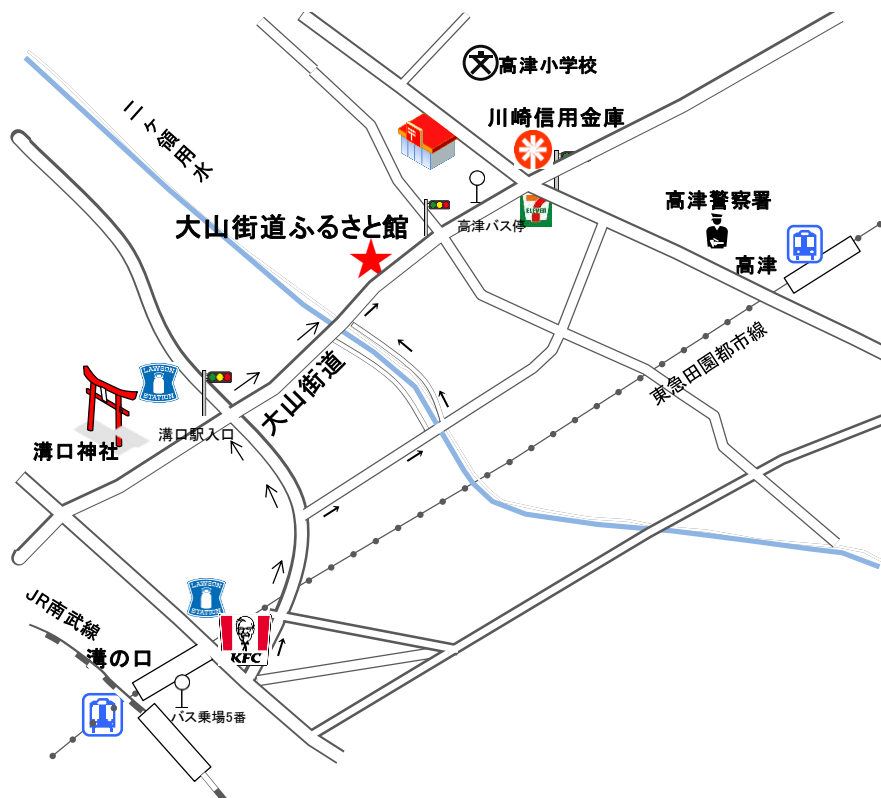 高津小学校
川崎信用金庫
二ヶ領用水
〒
ELEVEN
高津警察署
大山街道ふるさと館
高津バス停
高津
東急田園都市線
大山街道
LAWSON
STATION
溝口駅入口
溝口神社
LAWSON
STATION
JR南武線
KFC
溝の口
バス乗場5番